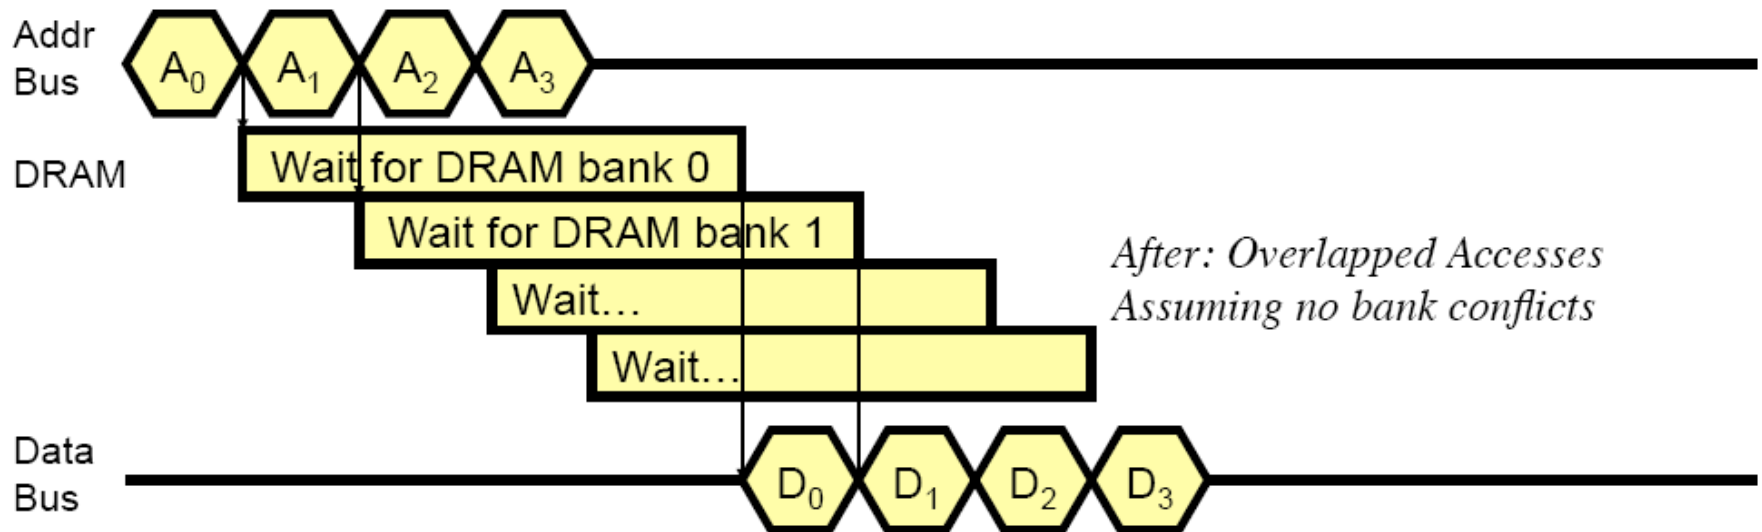 Addr
Bus
A0
A1
A2
A3
DRAM
Wait for DRAM bank 0
Wait for DRAM bank 1
Wait...
Wait...
After: Overlapped Accesses
Assuming no bank conflicts
Data
Bus
D0
D1
D2
D3